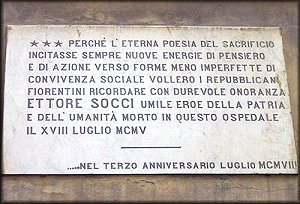 ★★★ PERCHÈ L'ETERNA POESIA DEL SACRIFICIO
INCITASSE SEMPRE NUOVE ENERGIE DI PENSIERO
E DI AZIONE VERSO FORME MENO IMPERFETTE DI
CONVIVENZA SOCIALE VOLLERO I REPUBBLICAN
FIORENTINI RICORDARE CON DUREVOLE ONORANZA
ETTORE SOCCI UMILE EROE DELLA PATRIA
E DELL'UMANITÀ MORTO IN QUESTO OSPEDALE
IL XVIII LUGLIO MCMV
.....NEL TERZO ANNIVERSARIO LUGLIO MCMVIII